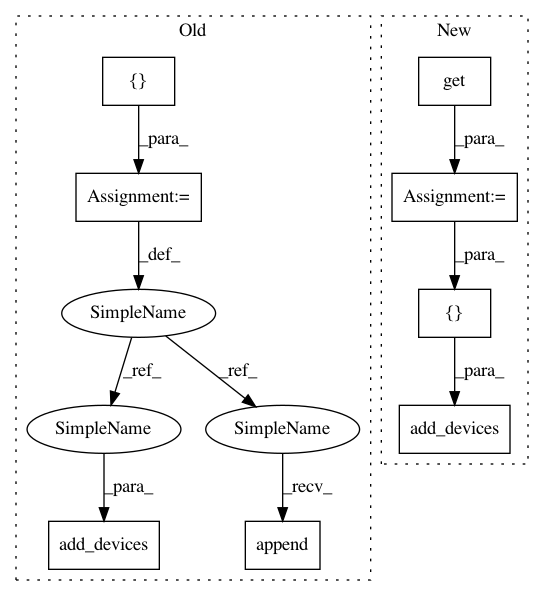 Old
New
{}
get
_para_
_para_
Assignment:=
Assignment:=
_def_
_para_
SimpleName
{}
_ref_
_ref_
_para_
SimpleName
SimpleName
add_devices
_para_
_recv_
add_devices
append